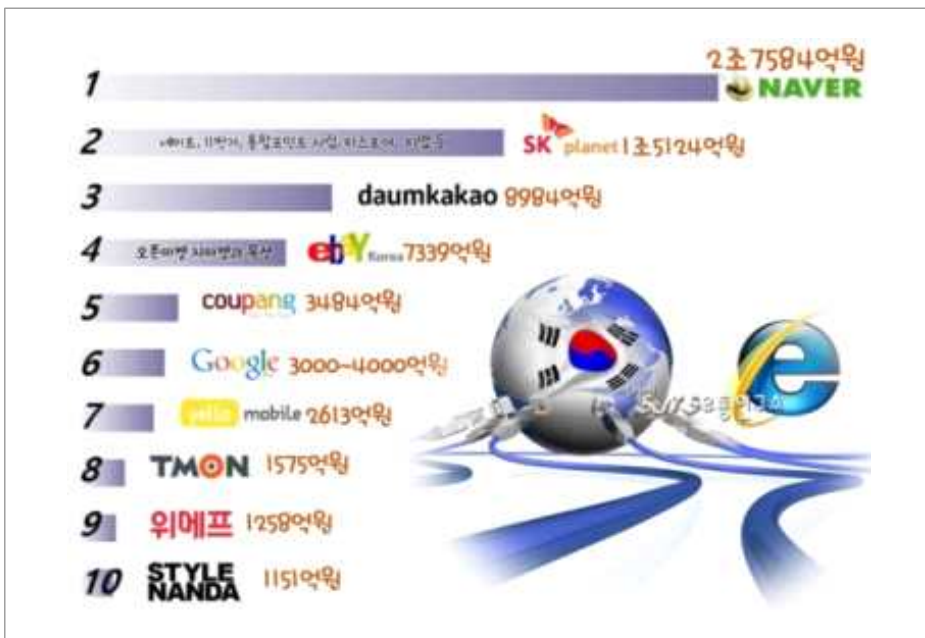 2조7584억원
1
NAVER
2
SK planet 1조5124억원
3
daumkakao 8984억원
4
ebay Korea 7339억원
5
coupang 3484억원
6
Google 3000~4000억원
7
mobile 2613억원
8
TMON 1575억원
9
위메프 1258억원
10
STYLE
NANDA 1151억원